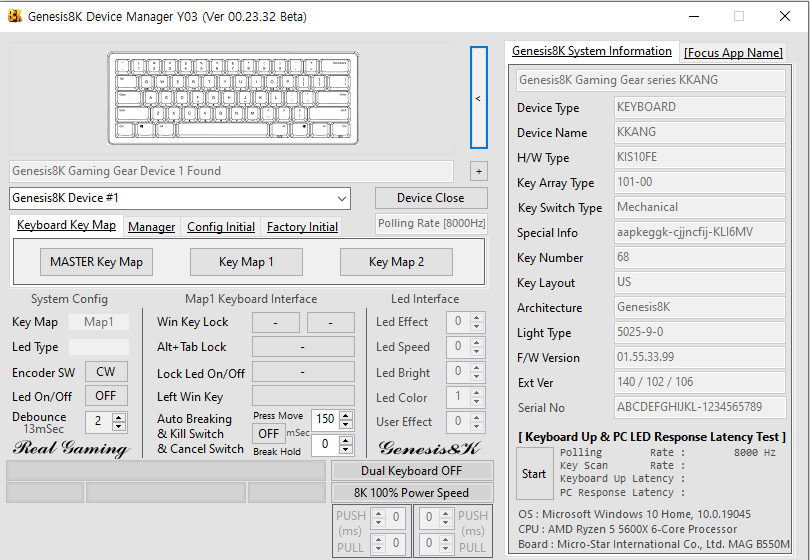 Genesis8K Device Manager Y03 (Ver 00.23.32 Beta)
<
Genesis8K Gaming Gear Device 1 Found
+
Genesis8K Device #1
Device Close
Keyboard Key Map
Manager
Config Initial
Factory Initial
Polling Rate [8000Hz]
MASTER Key Map
Key Map 1
Key Map 2
System Config
Key Map
Map1
Led Type
Encoder SW
CW
Led On/Off
OFF
Debounce
13mSec
2
Real Gaming
Map1 Keyboard Interface
Win Key Lock
-
-
Alt+Tab Lock
-
Lock Led On/Off
-
Left Win Key
Auto Breaking
& Kill Switch
& Cancel Switch
Press Move
150
OFF
mSec
Break Hold
0
Led Interface
Led Effect
0
Led Speed
0
Led Bright
0
Led Color
1
User Effect
0
Genesis8K
Dual Keyboard OFF
8K 100% Power Speed
PUSH
0
0
PUSH
(ms)
(ms)
PULL
0
0
PULL
Genesis8K System Information
[Focus App Name]
Genesis8K Gaming Gear series KKANG
Device Type
KEYBOARD
Device Name
KKANG
H/W Type
KIS10FE
Key Array Type
101-00
Key Switch Type
Mechanical
Special Info
aapkeggk-cjjncfij-KLI6MV
Key Number
68
Key Layout
US
Architecture
Genesis8K
Light Type
5025-9-0
F/W Version
01.55.33.99
Ext Ver
140 / 102 / 106
Serial No
ABCDEFGHIJKL-1234565789
[ Keyboard Up & PC LED Response Latency Test ]
Start
Polling Rate : 8000 Hz
Key Scan Rate :
Keyboard Up Latency :
PC Response Latency :
OS : Microsoft Windows 10 Home, 10.0.19045
CPU : AMD Ryzen 5 5600X 6-Core Processor
Board : Micro-Star International Co., Ltd. MAG B550M